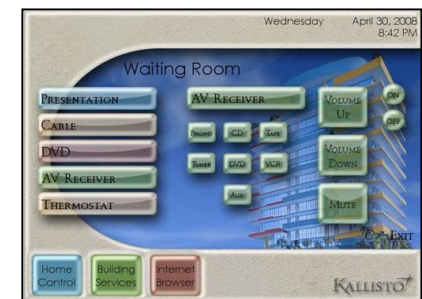 Wednesday April 30, 2008
8:42 PM
Waiting Room
PRESENTATION
CABLE
DVD
AV RECEIVER
THERMOSTAT
AV RECEIVER
PHONO CD TAPE
TUNER DVD VCR
AUX
VOLUME UP
VOLUME DOWN
MUTE
ON
OFF
EXIT
Home Control
Building Services
Internet Browser
KALLISTO